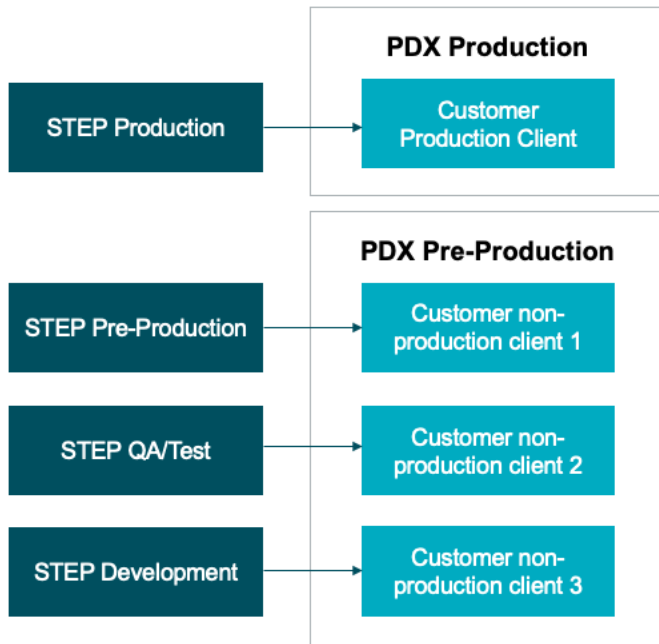 PDX Production
STEP Production
Customer
Production Client
PDX Pre-Production
STEP Pre-Production
Customer non-
production client 1
STEP QA/Test
Customer non-
production client 2
STEP Development
Customer non-
production client 3